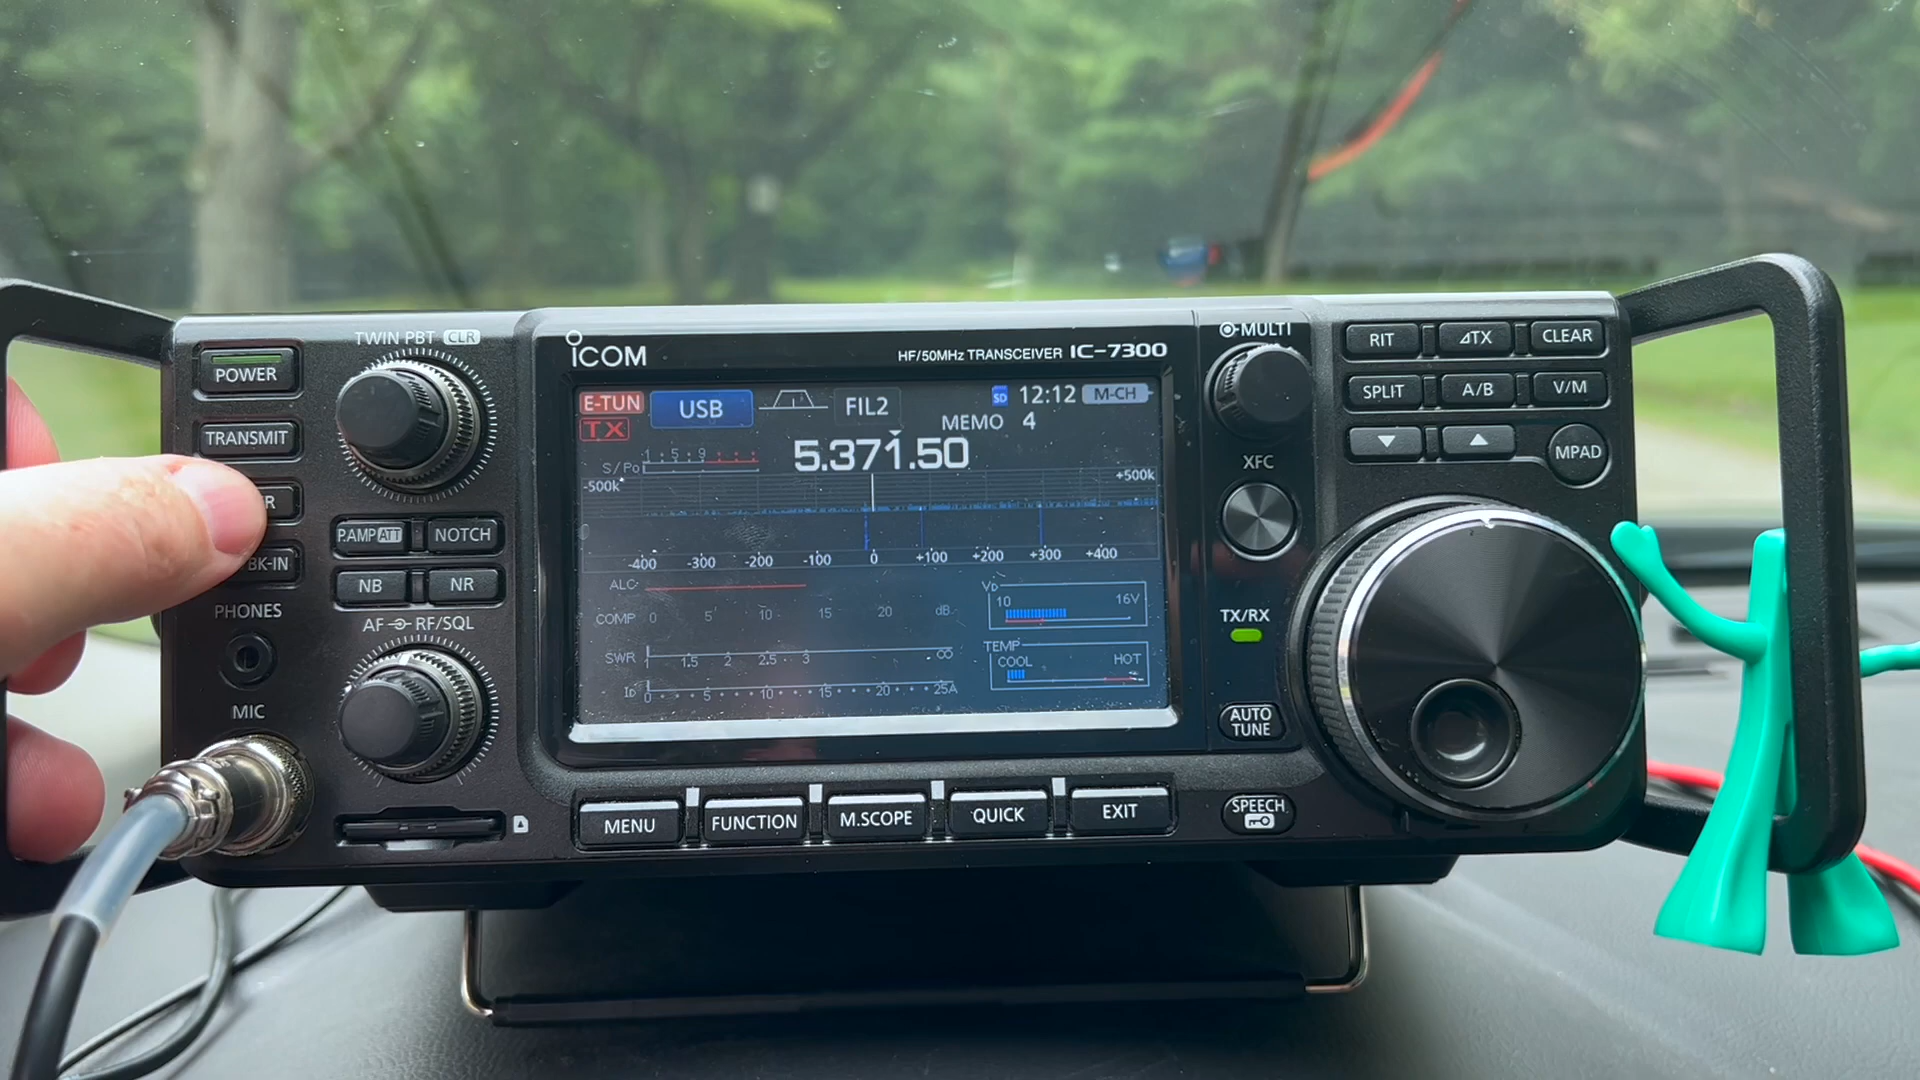 TWIN PBT CLR
POWER
TRANSMIT
R
BK-IN
PHONES
MIC
P.AMP ATT
NOTCH
NB
NR
AF RF/SQL
ICOM
HF/50MHz TRANSCEIVER IC-7300
E-TUN
TX
USB
FIL2
SD
12:12
M-CH
MEMO 4
5.371.50
S/Po 1 5 9
-500k
+500k
-400 -300 -200 -100 0 +100 +200 +300 +400
ALC
COMP 0 5 10 15 20 dB
SWR 1.5 2 2.5 3 ∞
ID 0 5 10 15 20 25A
VD
10 16V
TEMP
COOL HOT
MENU
FUNCTION
M.SCOPE
QUICK
EXIT
MULTI
XFC
TX/RX
AUTO
TUNE
SPEECH
RIT
⊿TX
CLEAR
SPLIT
A/B
V/M
MPAD